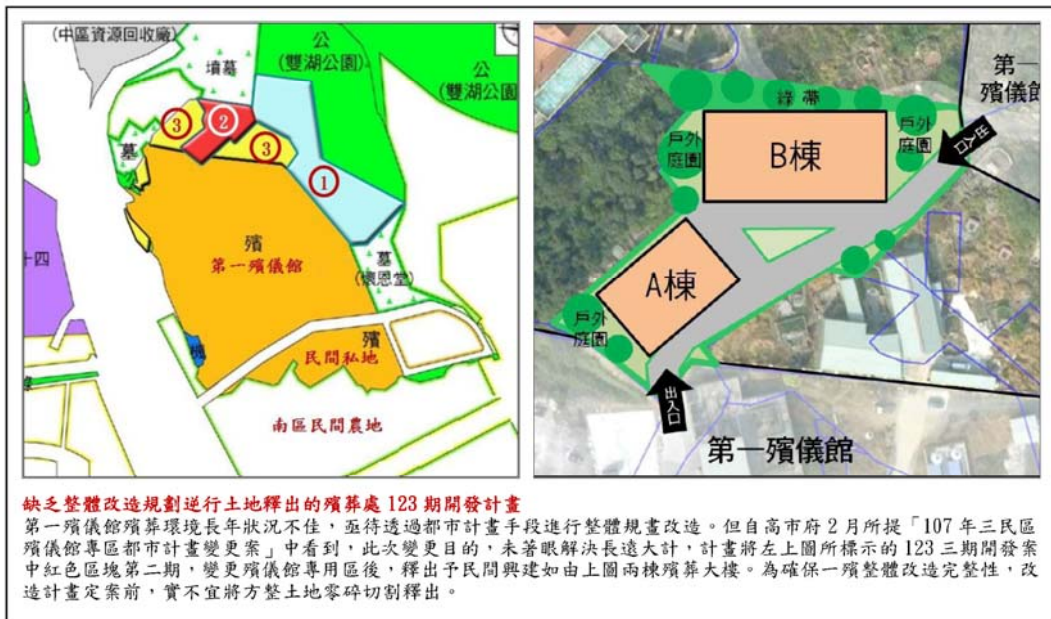 (中區資源回收廠)
墳墓
公
(雙湖公園)
公
(雙湖公園)
3
2
3
1
墓
十四
殯
第一殯儀館
墓
(懷恩堂)
機
殯
民間私地
南區民間農地
第一
殯儀館
綠帶
戶外
庭園
B棟
戶外
庭園
出入口
A棟
戶外
庭園
出入口
第一殯儀館
缺乏整體改造規劃逆行土地釋出的殯葬處 123 期開發計畫
第一殯儀館殯葬環境長年狀況不佳，亟待透過都市計畫手段進行整體規畫改造。但自高市府 2 月所提「107 年三民區
殯儀館專區都市計畫變更案」中看到，此次變更目的，未著眼解決長遠大計，計畫將左上圖所標示的 123 三期開發案
中紅色區塊第二期，變更殯儀館專用區後，釋出予民間興建如由上圖兩棟殯葬大樓。為確保一殯整體改造完整性，改
造計畫定案前，實不宜將方整土地零碎切割釋出。